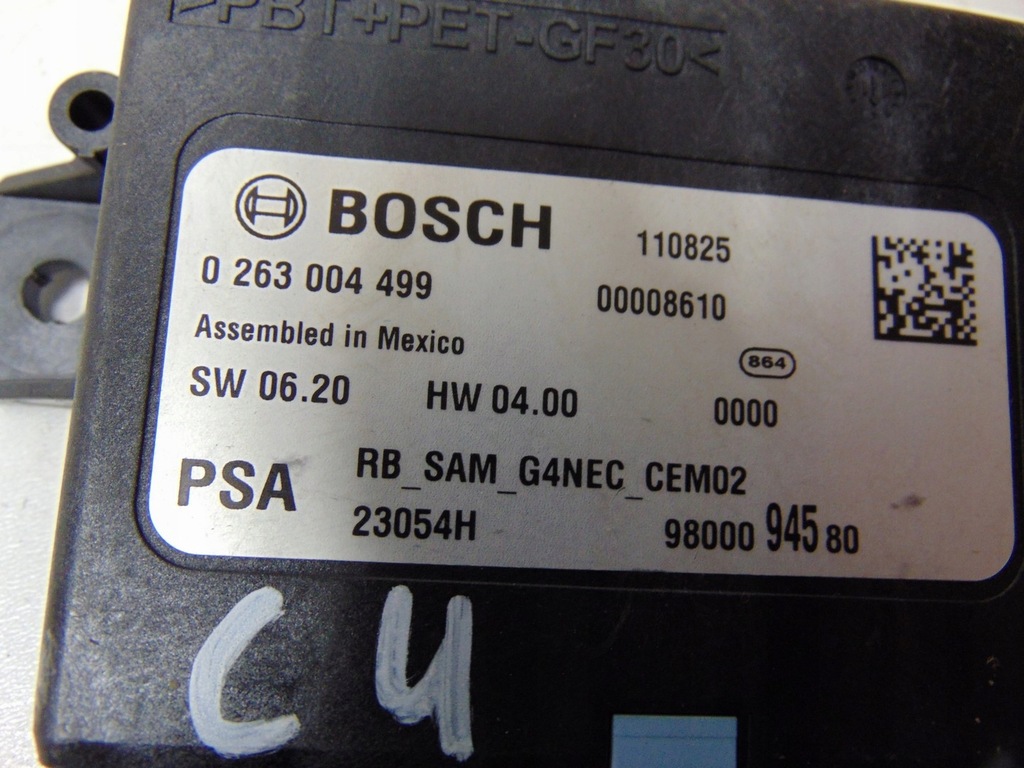 >PBT+PET-GF30<
BOSCH 110825
0 263 004 499 00008610
Assembled in Mexico
864
SW 06.20 HW 04.00 0000
PSA RB_SAM_G4NEC_CEM02
23054H 98000 945 80
C4